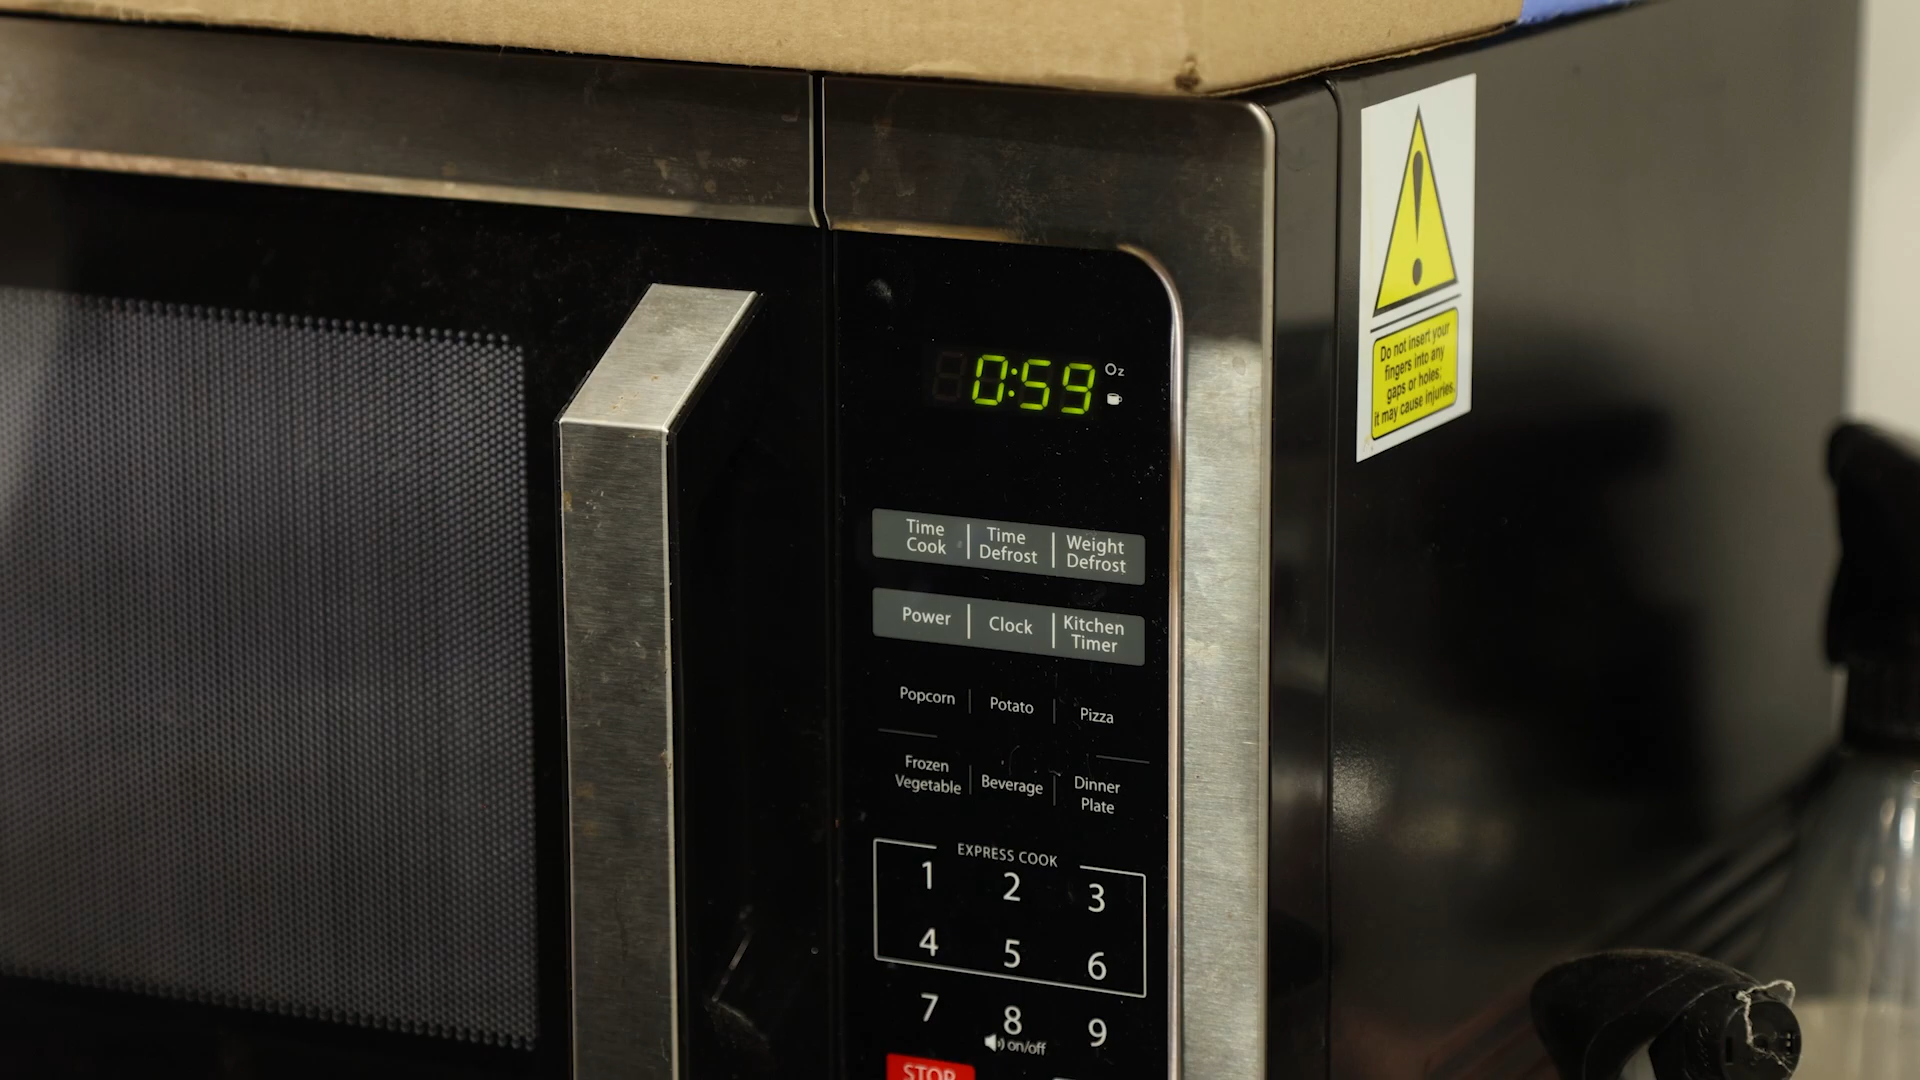 0:59
Oz
Do not insert your
fingers into any
gaps or holes;
it may cause injuries.
Time
Cook
Time
Defrost
Weight
Defrost
Power
Clock
Kitchen
Timer
Popcorn
Potato
Pizza
Frozen
Vegetable
Beverage
Dinner
Plate
EXPRESS COOK
1 2 3
4 5 6
7 8 9
on/off
STOP